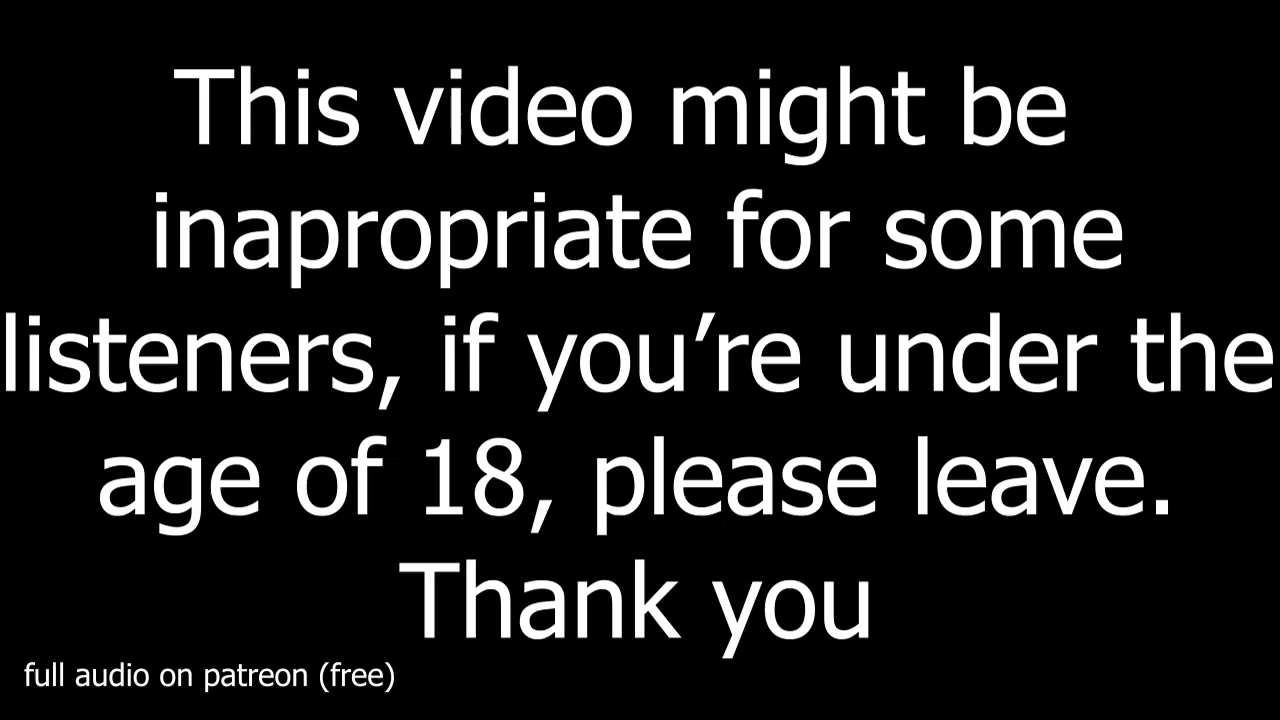 This video might be
inapropriate for some
listeners, if you’re under the
age of 18, please leave.
Thank you
full audio on patreon (free)